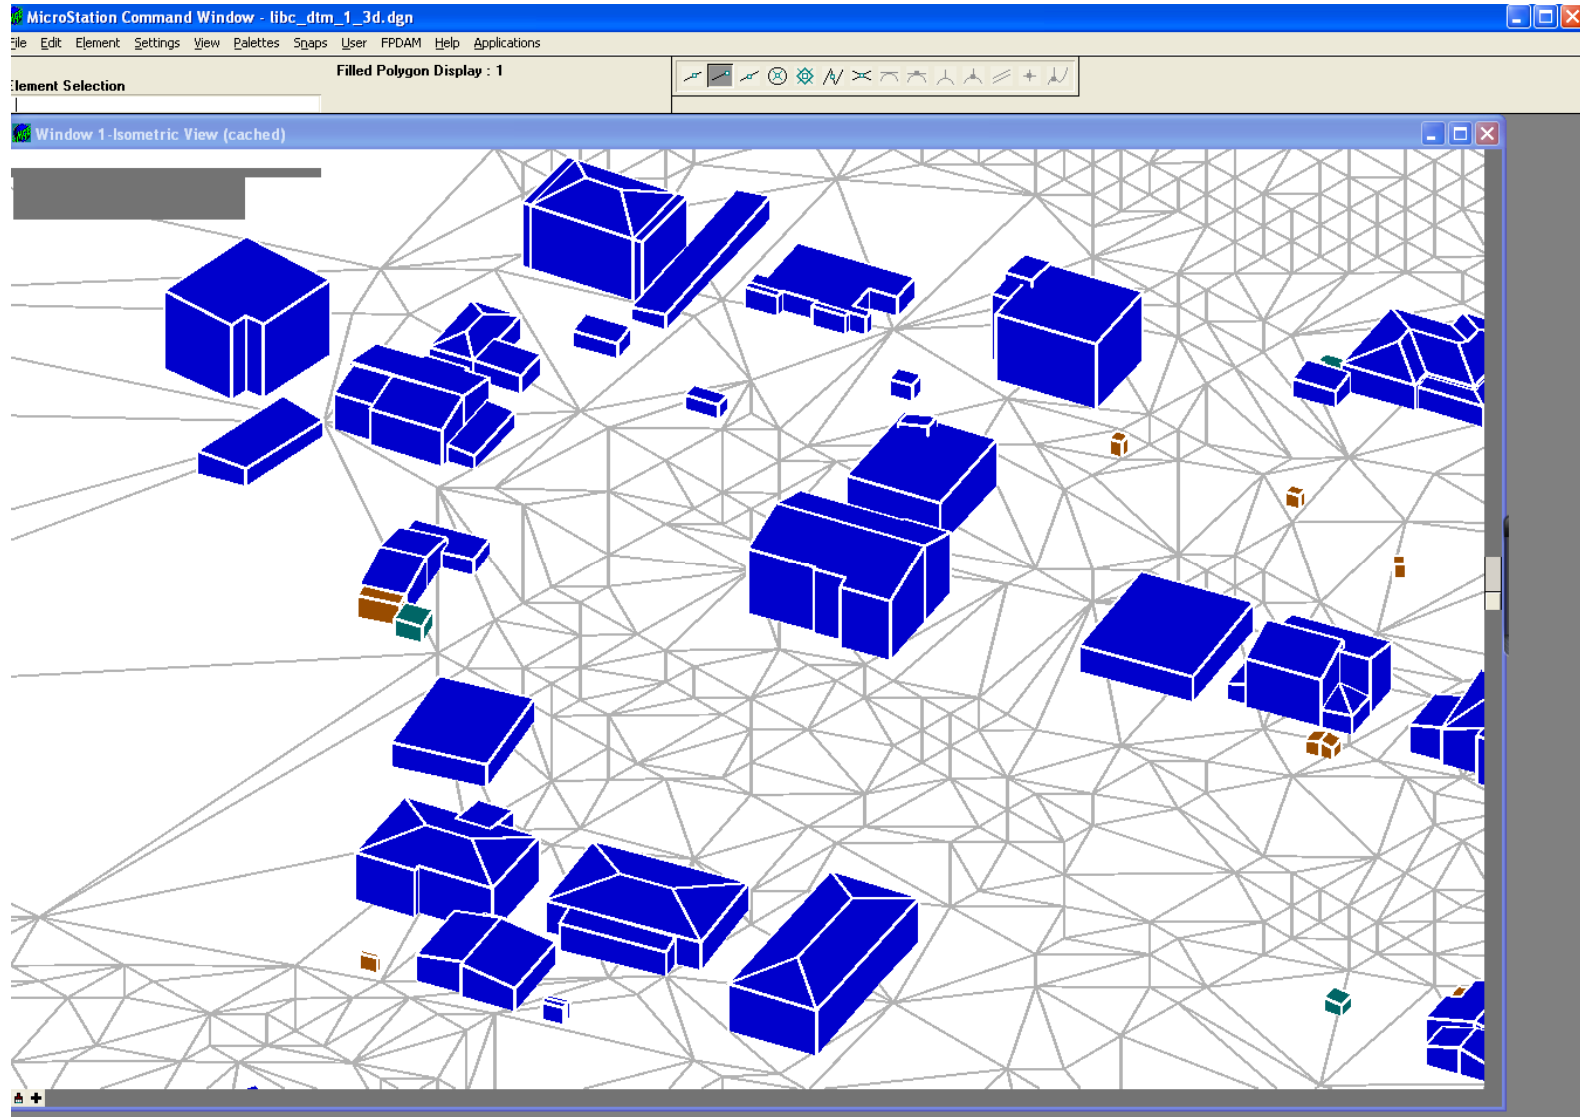 MicroStation Command Window - libc_dtm_1_3d.dgn
File Edit Element Settings View Palettes Snaps User FPDAM Help Applications
Filled Polygon Display : 1
Element Selection
Window 1-Isometric View (cached)